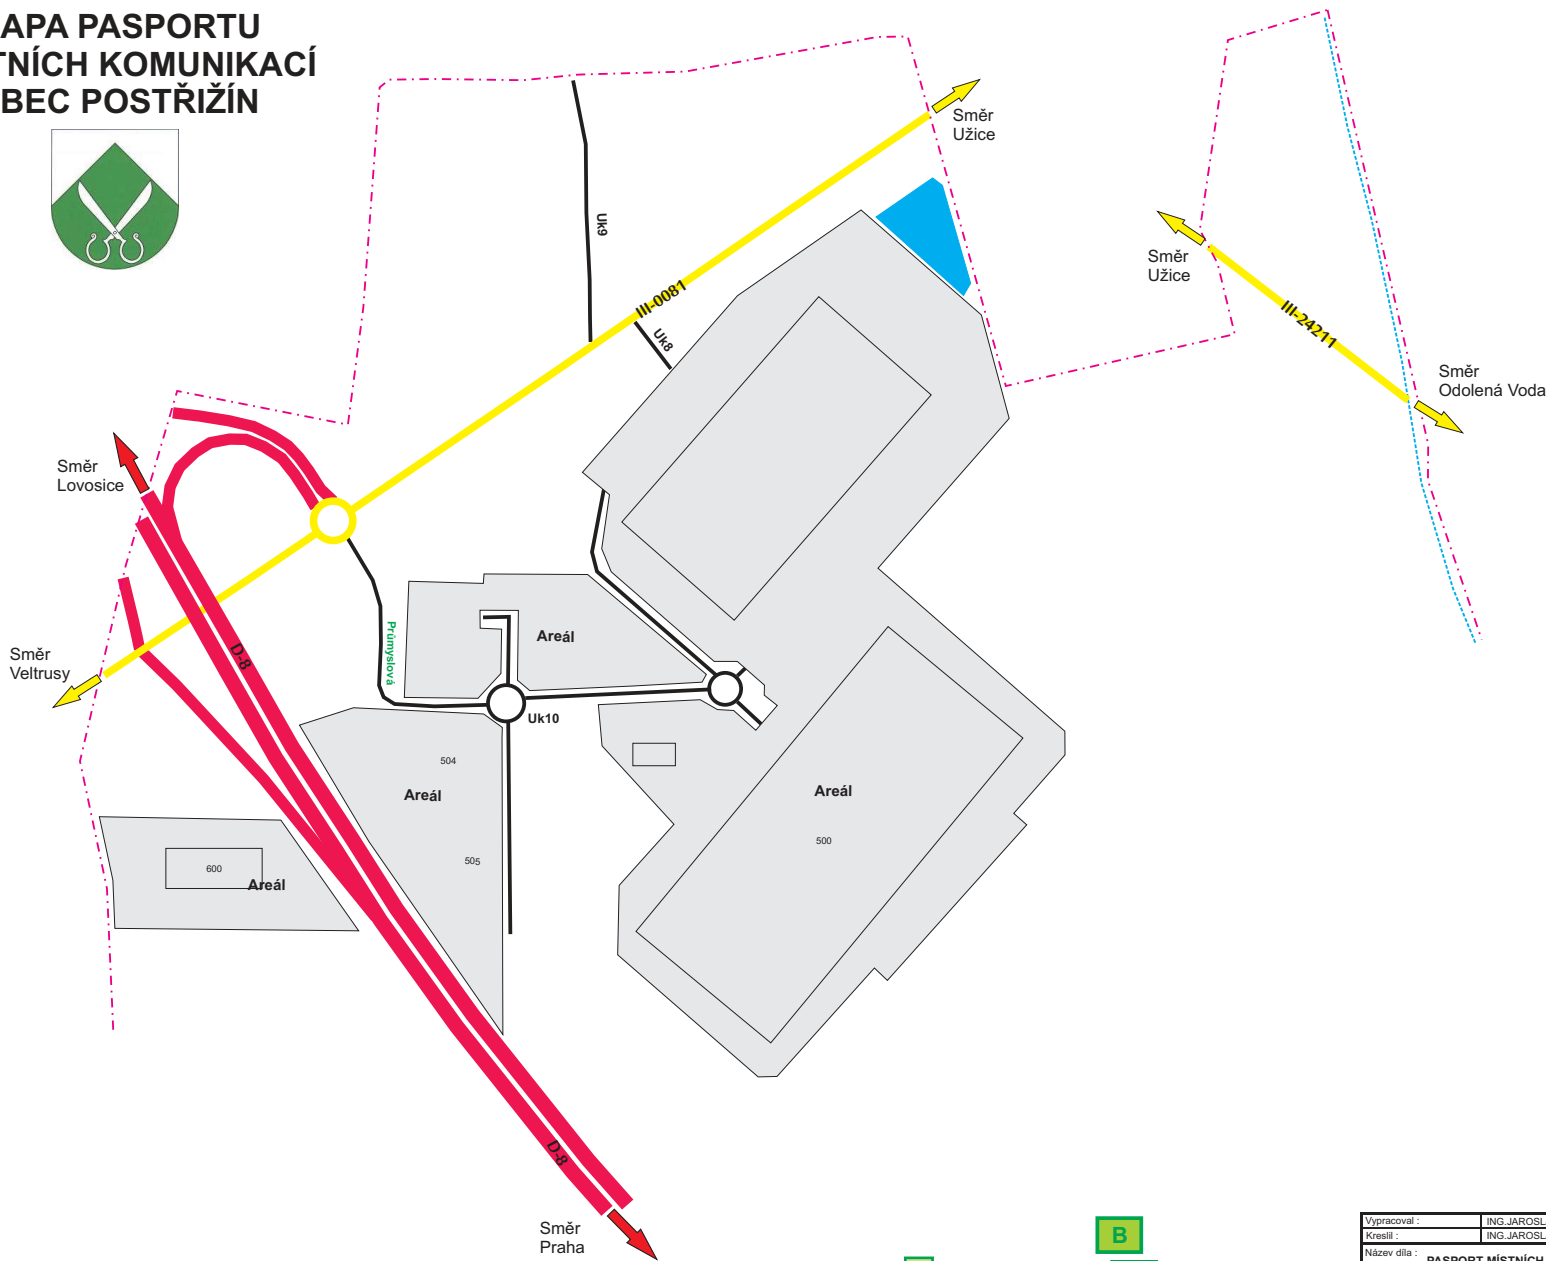 APA PASPORTU
TNÍCH KOMUNIKACÍ
BEC POSTŘIŽÍN
Směr
Užice
Uk9
III-0081
Uk8
Směr
Užice
III-24211
Směr
Odolená Voda
Směr
Lovosice
Průmyslová
Areál
D-8
Směr
Veltrusy
Uk10
504
Areál
505
Areál
500
600
Areál
D-8
Směr
Praha
B
Vypracoval :
ING.JAROSL
Kreslil :
ING.JAROSL
Název díla :
PASPORT MÍSTNÍCH